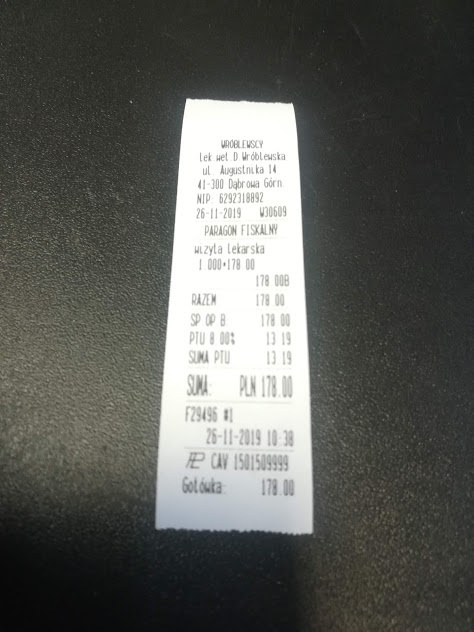 WRÓBLEWSCY
lek wet D Wróblewska
ul. Augustnika 14
41-300 Dąbrowa Górn
NIP: 6292318892
26-11-2019 W30609
PARAGON FISKALNY
wizyta lekarska
1.000*178.00
178.00B
RAZEM 178.00
SP OP B 178.00
PTU 8.00% 13.19
SUMA PTU 13.19
SUMA: PLN 178.00
F29496 #1
26-11-2019 10:38
CAV 1501509999
Gotówka: 178.00